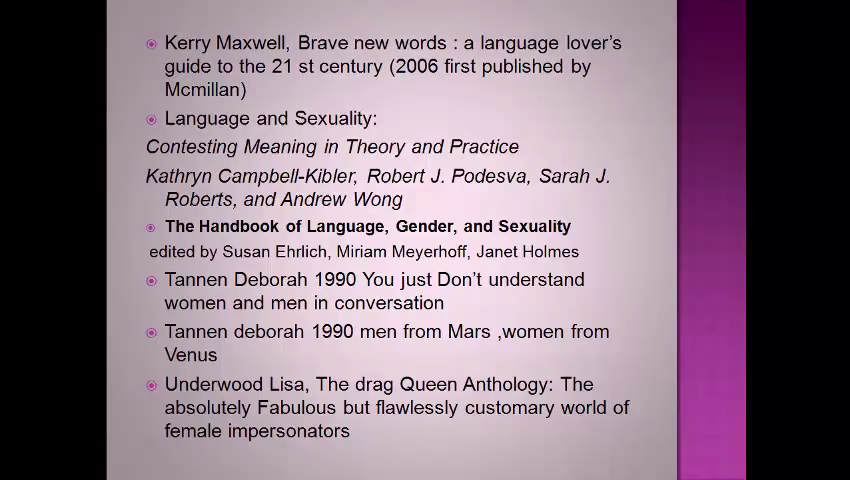 Kerry Maxwell, Brave new words : a language lover's
guide to the 21 st century (2006 first published by
Mcmillan)
Language and Sexuality:
Contesting Meaning in Theory and Practice
Kathryn Campbell-Kibler, Robert J. Podesva, Sarah J.
Roberts, and Andrew Wong
The Handbook of Language, Gender, and Sexuality
edited by Susan Ehrlich, Miriam Meyerhoff, Janet Holmes
Tannen Deborah 1990 You just Don't understand
women and men in conversation
Tannen deborah 1990 men from Mars ,women from
Venus
Underwood Lisa, The drag Queen Anthology: The
absolutely Fabulous but flawlessly customary world of
female impersonators